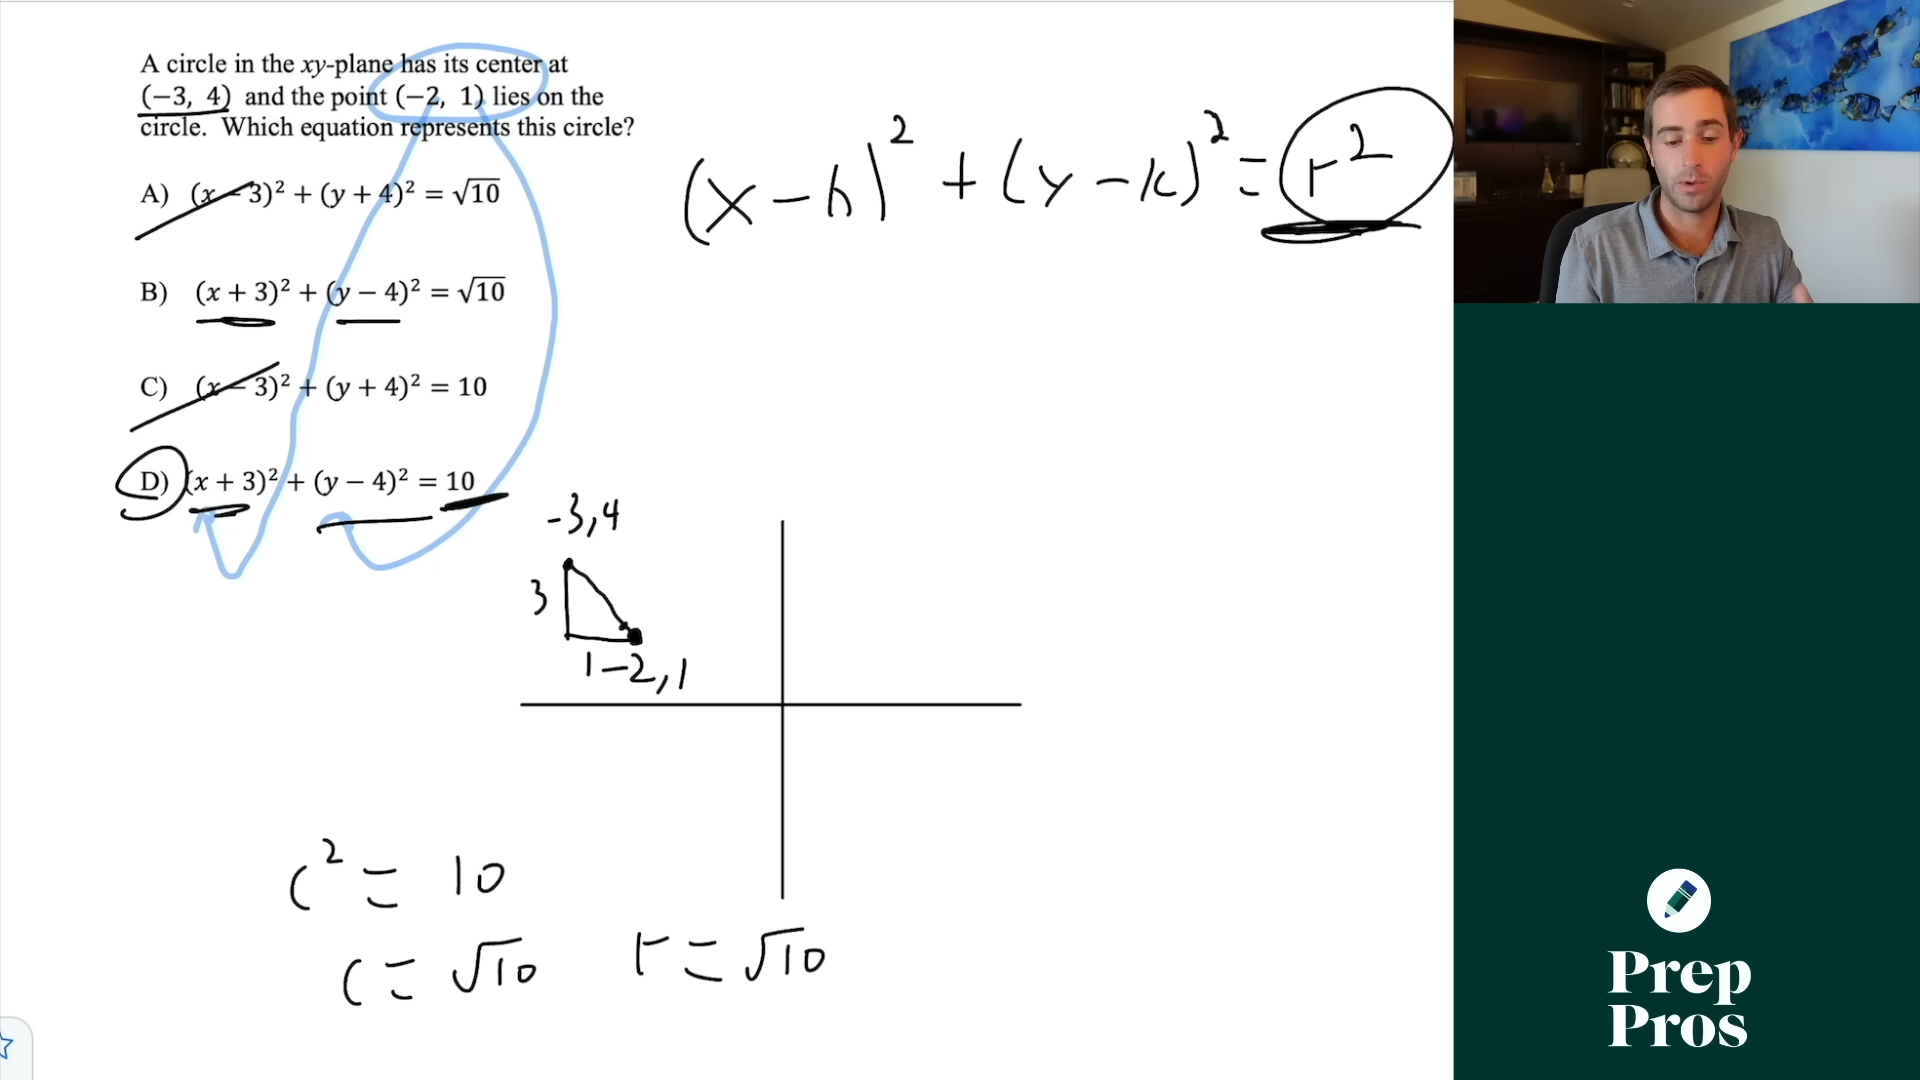 A circle in the xy-plane has its center at
(−3, 4) and the point (−2, 1) lies on the
circle. Which equation represents this circle?
A) (x − 3)² + (y + 4)² = √10
B) (x + 3)² + (y − 4)² = √10
C) (x − 3)² + (y + 4)² = 10
D) (x + 3)² + (y − 4)² = 10
(x − h)² + (y − k)² = r²
-3,4
3
1 −2,1
c² = 10
c = √10
r = √10
Prep
Pros